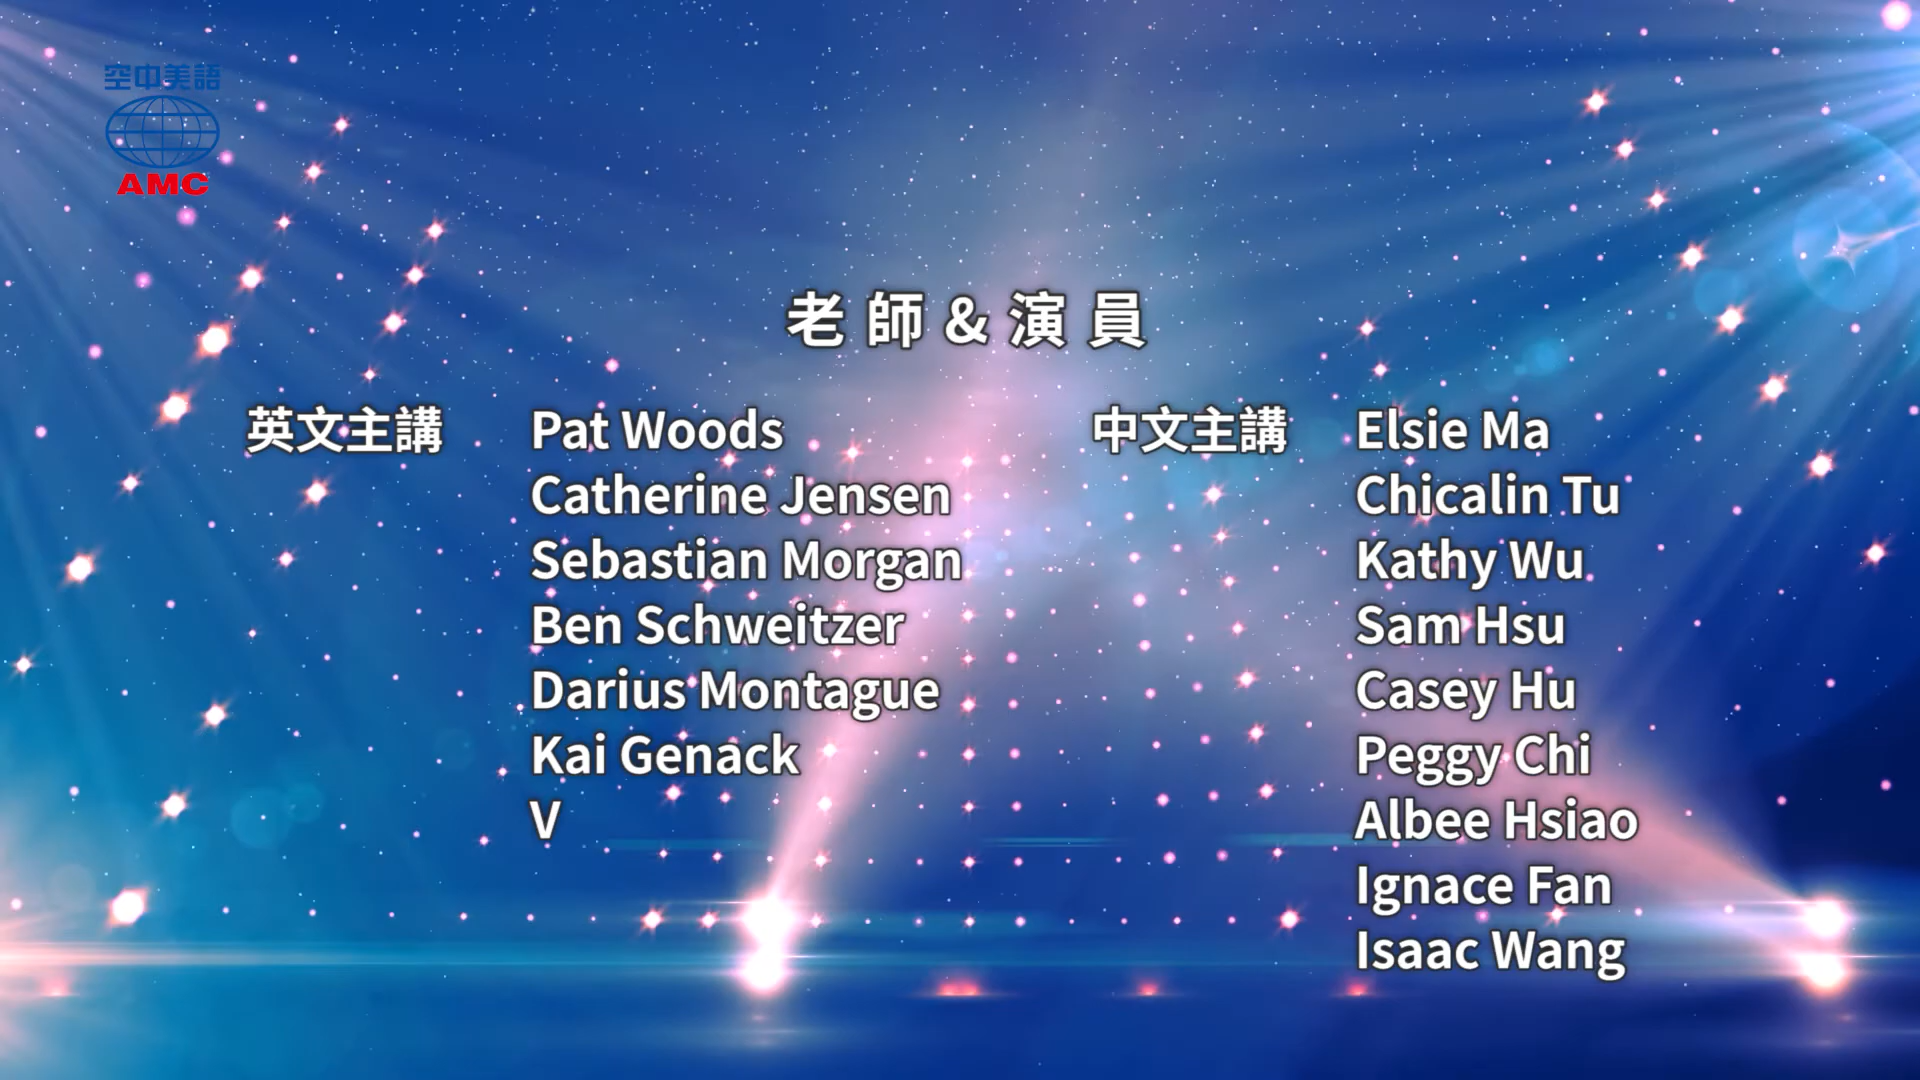 空中美語
AMC
老師&演員
英文主講
Pat Woods
Catherine Jensen
Sebastian Morgan
Ben Schweitzer
Darius Montague
Kai Genack
V
中文主講
Elsie Ma
Chicalin Tu
Kathy Wu
Sam Hsu
Casey Hu
Peggy Chi
Albee Hsiao
Ignace Fan
Isaac Wang